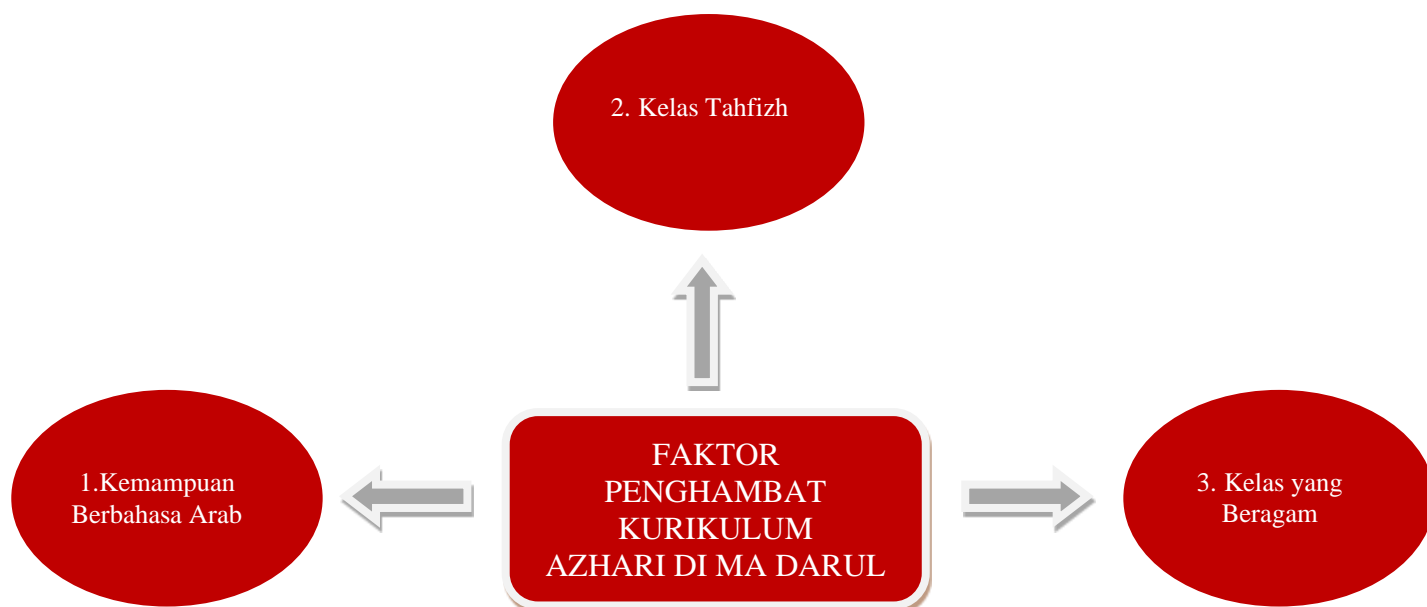 2. Kelas Tahfizh
1.Kemampuan
Berbahasa Arab
FAKTOR
PENGHAMBAT
KURIKULUM
AZHARI DI MA DARUL
3. Kelas yang
Beragam